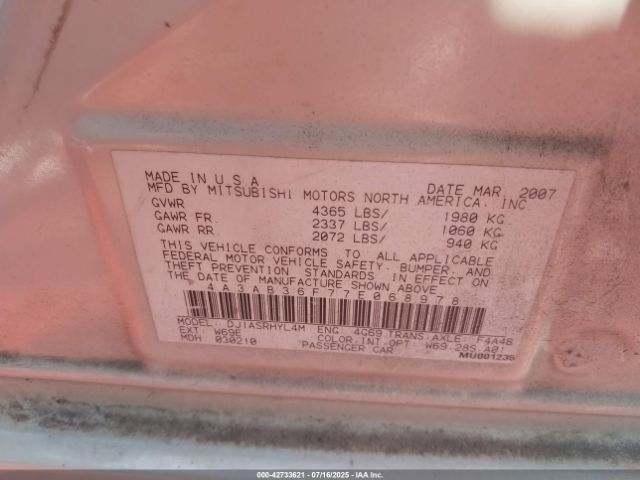 MADE IN U.S.A DATE MAR. 2007
MFD BY MITSUBISHI MOTORS NORTH AMERICA, INC
GVWR 4365 LBS/ 1980 KG
GAWR FR. 2337 LBS/ 1060 KG
GAWR RR 2072 LBS/ 940 KG
THIS VEHICLE CONFORMS TO ALL APPLICABLE
FEDERAL MOTOR VEHICLE SAFETY, BUMPER, AND
THEFT PREVENTION STANDARDS IN EFFECT ON
THE DATE OF MANUFACTURE SHOWN ABOVE.
4A3AB36F77E068978
MODEL DJ1ASRHYL4M ENG 4G69 TRANS.AXLE F4A4B
EXT W69E COLOR.INT.OPT: W69.28S.A01
MDH 030210 PASSENGER CAR
MU001235
000-42733621 | 07/16/2025 - IAA Inc.